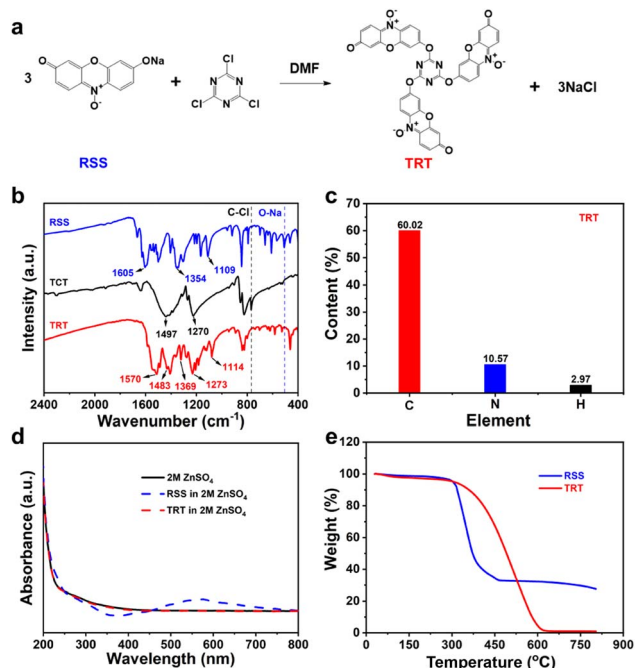 a
3
O
O
ONa
N+
O-
+
Cl
N
N
Cl
N
Cl
DMF
-O
N+
O
O
O
N
N
N
O
O
O
N+
O-
O
-O
N+
O
O
+
3NaCl
RSS
TRT
b
C-Cl
O-Na
RSS
1605
1354
1109
TCT
1497
1270
TRT
1570
1483
1369
1273
1114
Intensity (a.u.)
2400 2000 1600 1200 800 400
Wavenumber (cm-1)
c
TRT
70
60
50
40
30
20
10
0
60.02
10.57
2.97
C N H
Content (%)
Element
d
2M ZnSO4
RSS in 2M ZnSO4
TRT in 2M ZnSO4
Absorbance (a.u.)
200 300 400 500 600 700 800
Wavelength (nm)
e
RSS
TRT
120
100
80
60
40
20
0
Weight (%)
0 150 300 450 600 750 900
Temperature (oC)